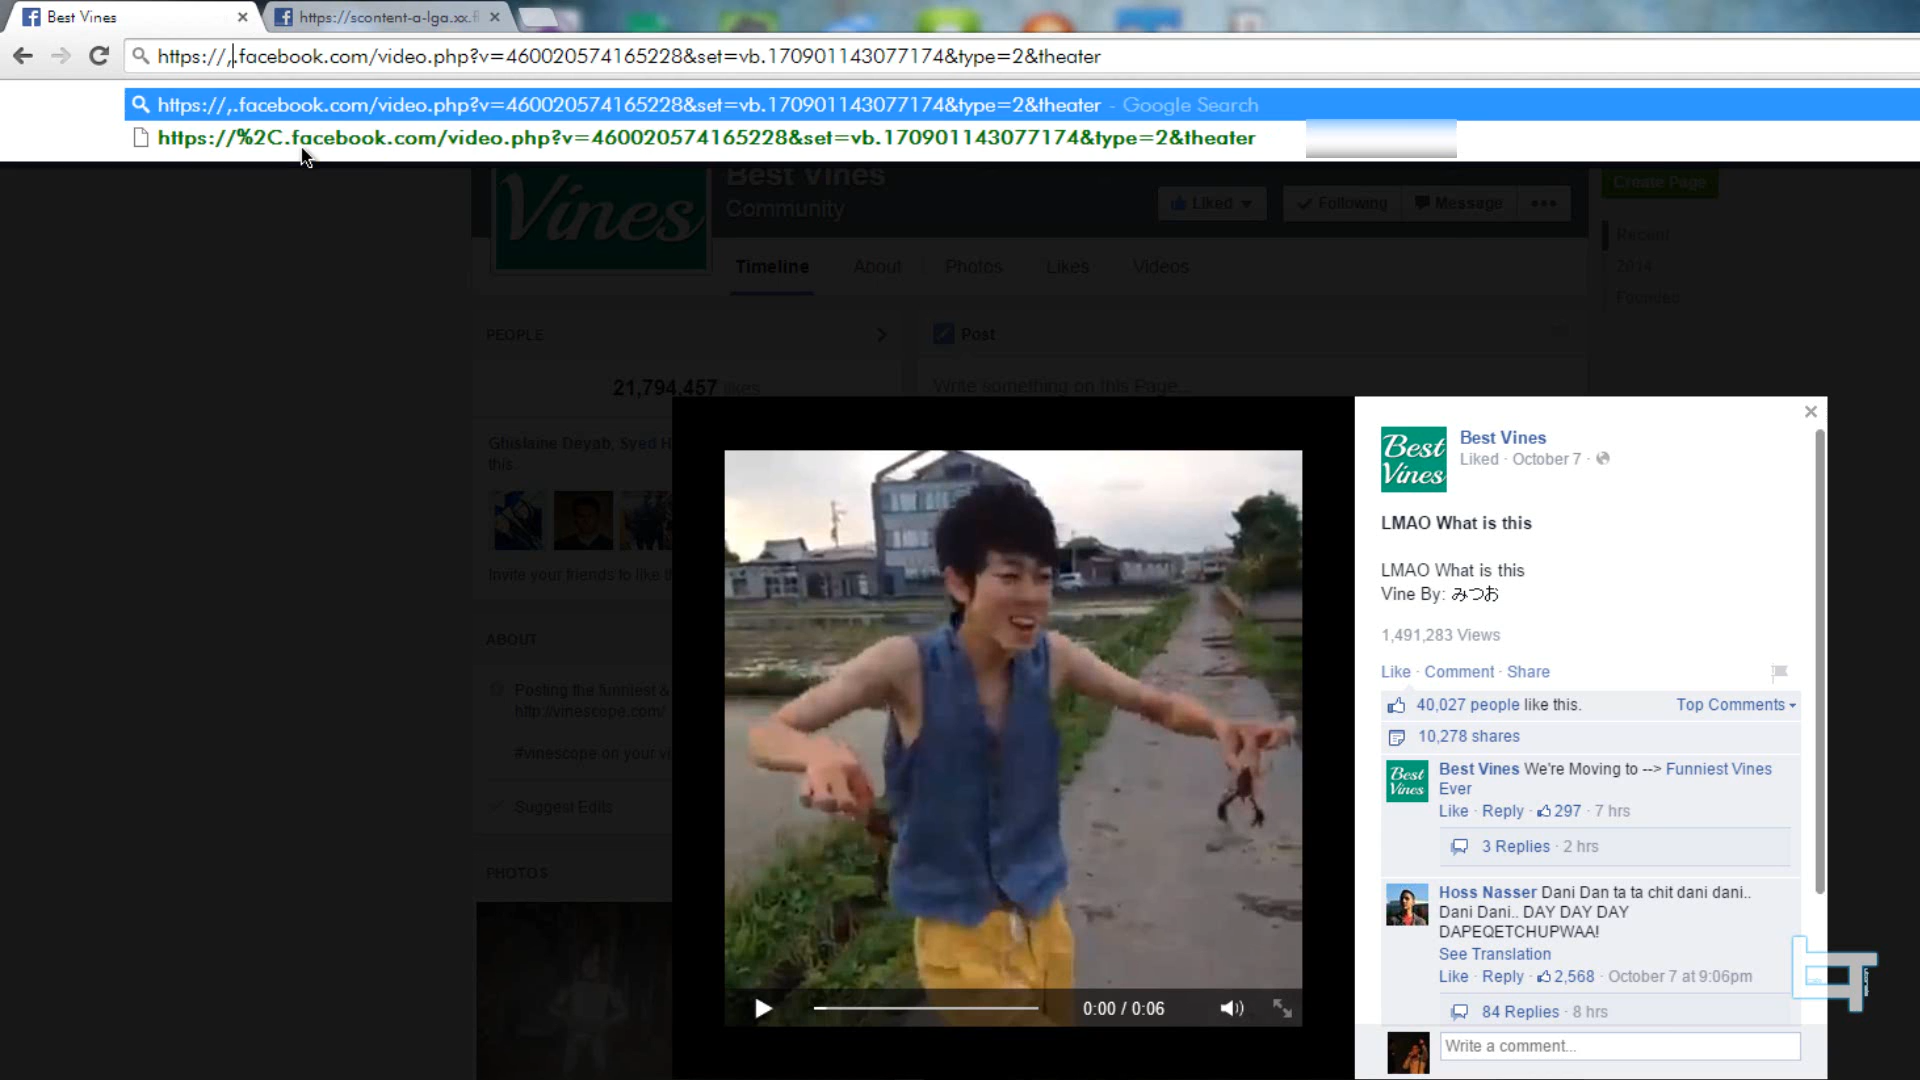 Best Vines
https://scontent-a-lga.xx.f
https://,.facebook.com/video.php?v=460020574165228&set=vb.170901143077174&type=2&theater
https://,.facebook.com/video.php?v=460020574165228&set=vb.170901143077174&type=2&theater - Google Search
https://%2C.facebook.com/video.php?v=460020574165228&set=vb.170901143077174&type=2&theater
Vines
Best Vines
Community
Liked
Following
Message
Create Page
Timeline
About
Photos
Likes
Videos
Recent
2014
Founded
PEOPLE
21,794,457 likes
Ghislaine Deyab, Syed H
this.
Invite your friends to like t
ABOUT
Posting the funniest &
http://vinescope.com/
#vinescope on your vi
Suggest Edits
PHOTOS
Post
Write something on this Page...
0:00 / 0:06
Best Vines
Best Vines
Liked · October 7 ·
LMAO What is this
LMAO What is this
Vine By: みつお
1,491,283 Views
Like · Comment · Share
40,027 people like this.
Top Comments
10,278 shares
Best Vines
Best Vines We're Moving to --> Funniest Vines
Ever
Like · Reply · 297 · 7 hrs
3 Replies · 2 hrs
Hoss Nasser Dani Dan ta ta chit dani dani..
Dani Dani.. DAY DAY DAY
DAPEQETCHUPWAA!
See Translation
Like · Reply · 2,568 · October 7 at 9:06pm
84 Replies · 8 hrs
Write a comment...